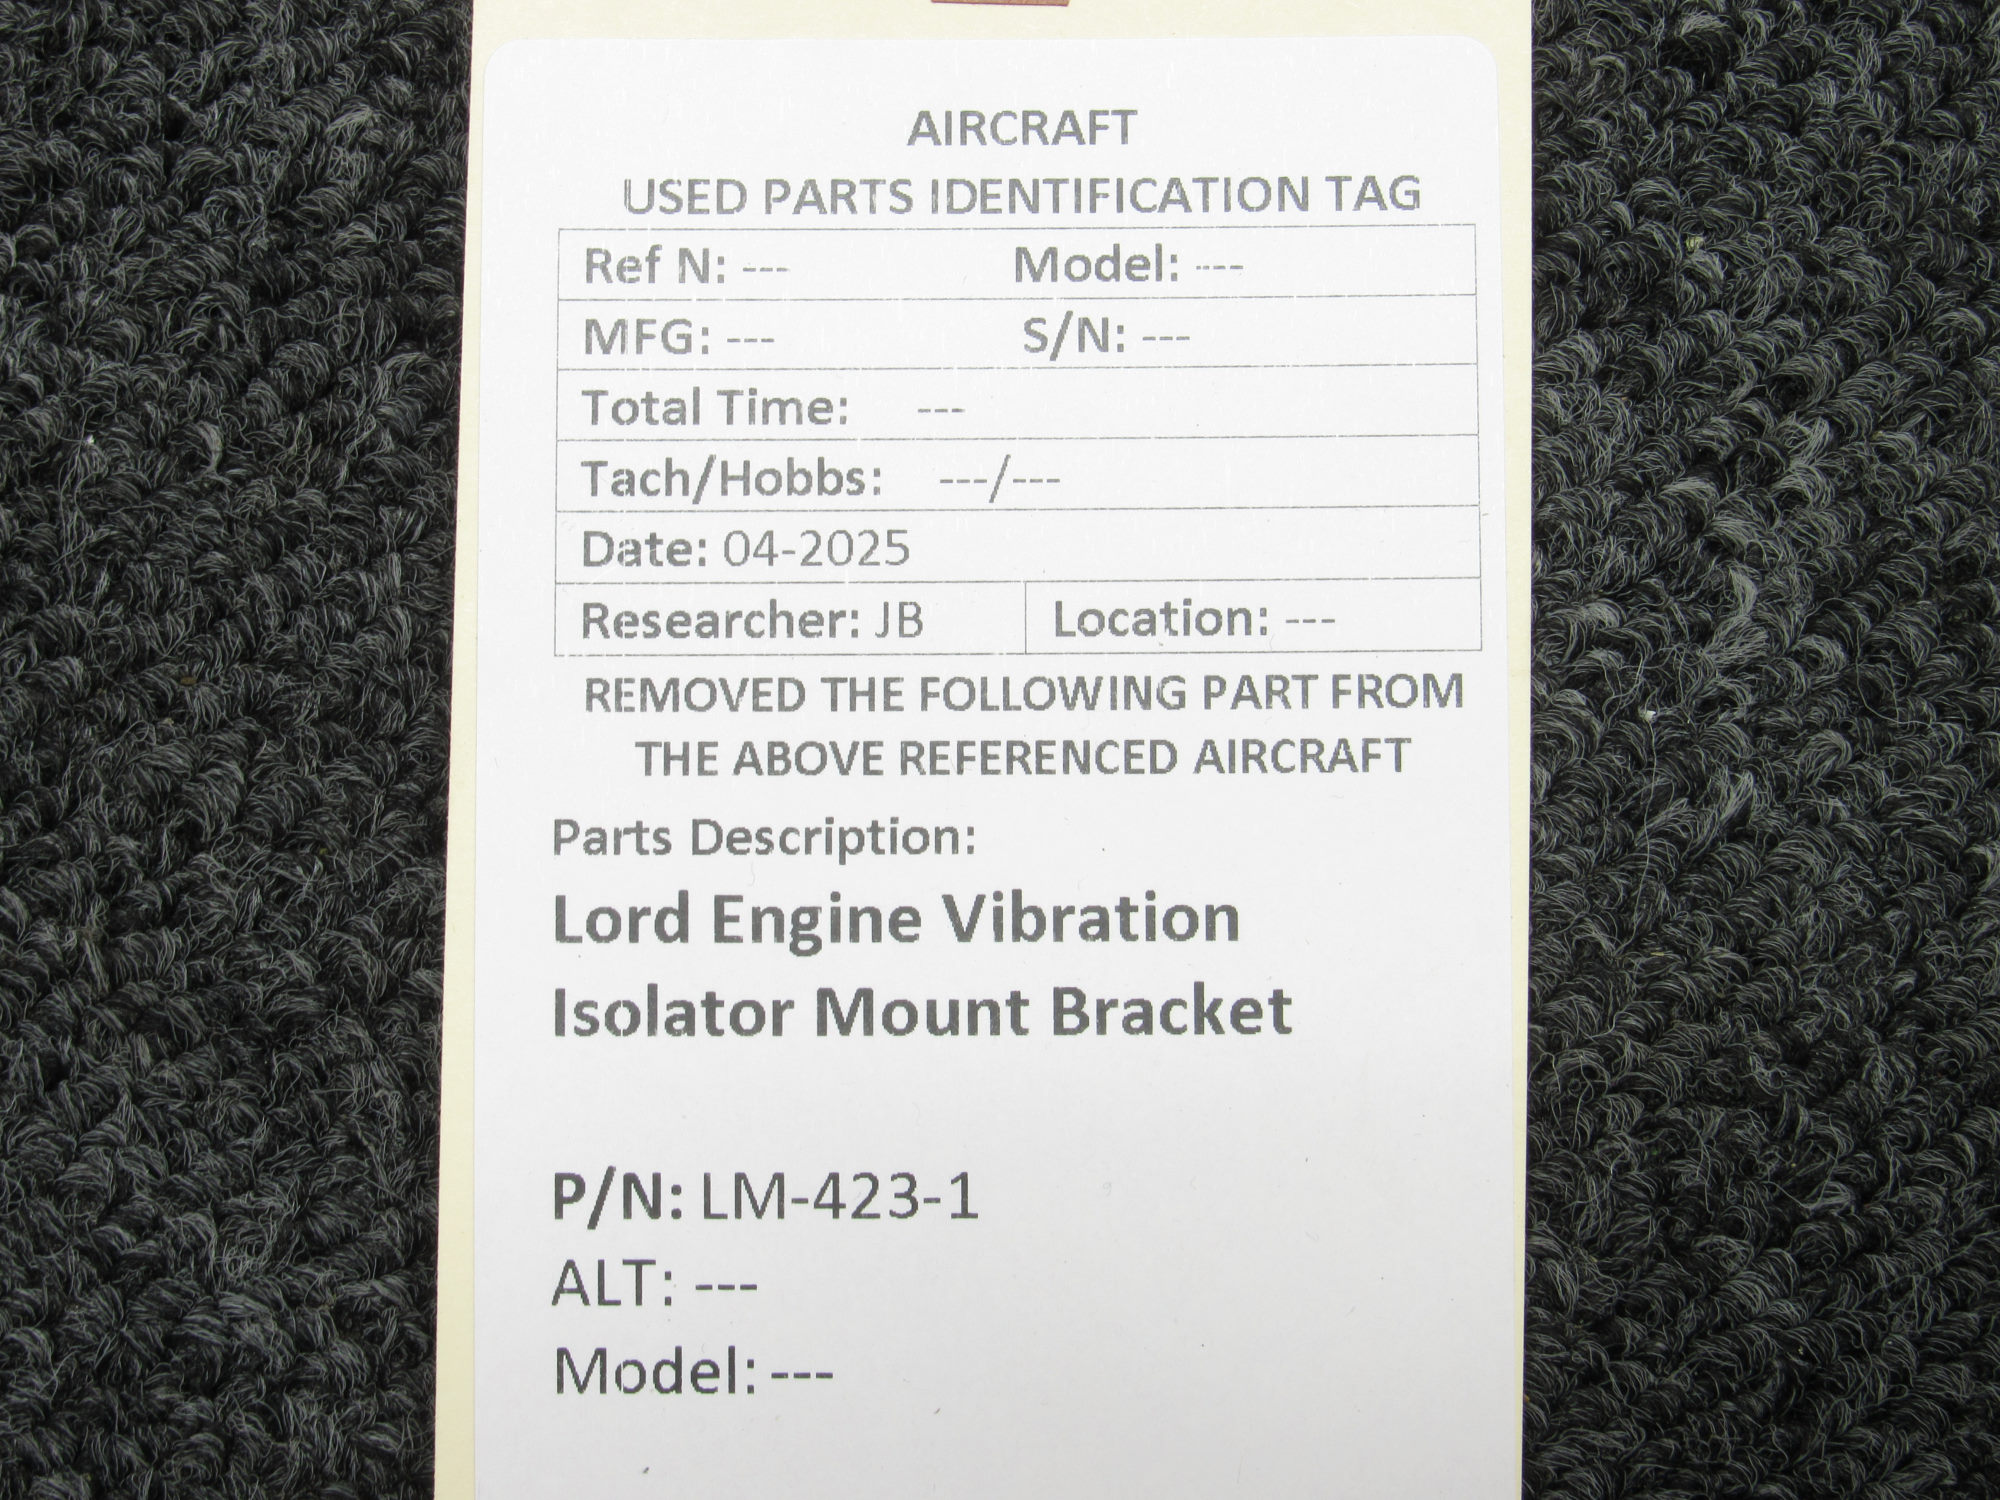 AIRCRAFT
USED PARTS IDENTIFICATION TAG
Ref N: --- Model: ---
MFG: --- S/N: ---
Total Time: ---
Tach/Hobbs: ---/---
Date: 04-2025
Researcher: JB Location: ---
REMOVED THE FOLLOWING PART FROM
THE ABOVE REFERENCED AIRCRAFT
Parts Description:
Lord Engine Vibration
Isolator Mount Bracket
P/N: LM-423-1
ALT: ---
Model: ---